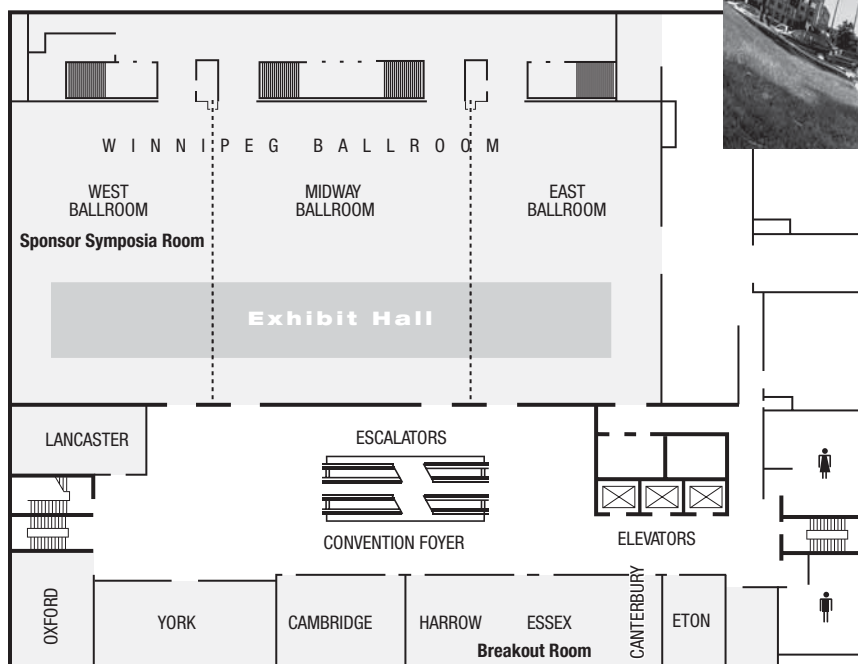 WINNIPEG BALLROOM
WEST
BALLROOM
MIDWAY
BALLROOM
EAST
BALLROOM
Sponsor Symposia Room
Exhibit Hall
LANCASTER
ESCALATORS
CONVENTION FOYER
ELEVATORS
OXFORD
YORK
CAMBRIDGE
HARROW
ESSEX
CANTERBURY
ETON
Breakout Room